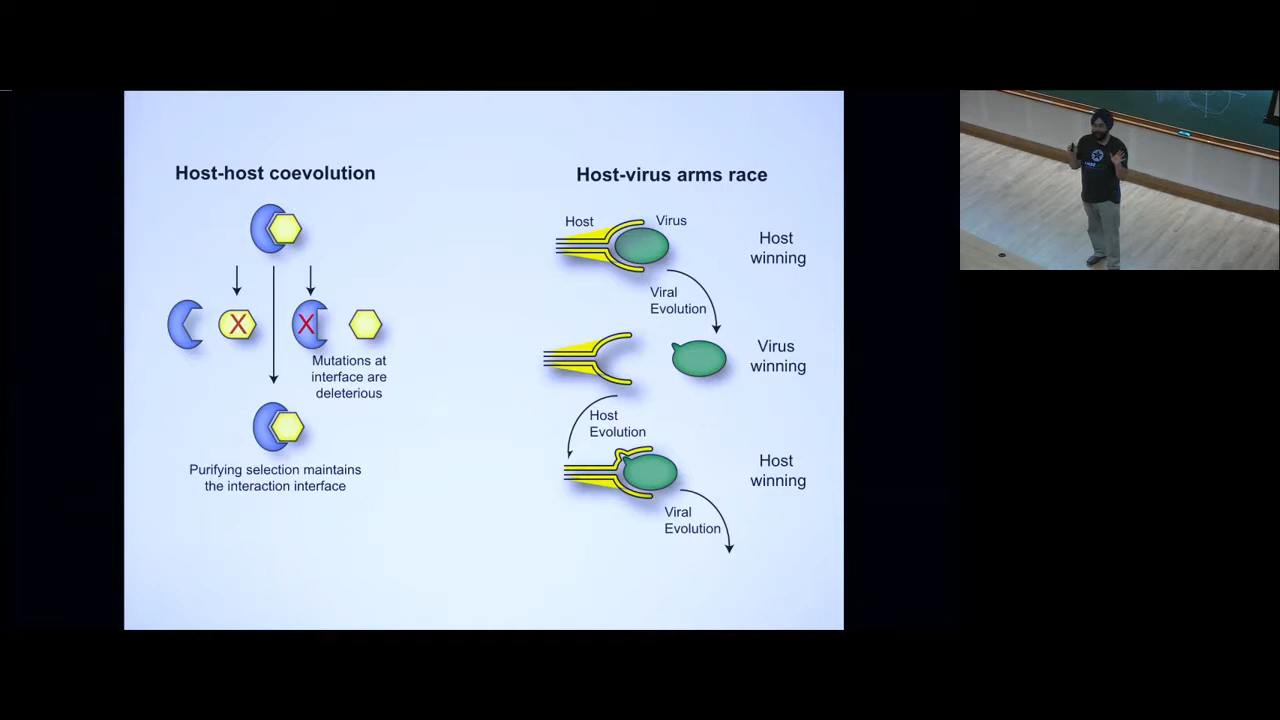 Host-host coevolution
X
X
Mutations at
interface are
deleterious
Purifying selection maintains
the interaction interface
Host-virus arms race
Host
Virus
Host
winning
Viral
Evolution
Virus
winning
Host
Evolution
Host
winning
Viral
Evolution